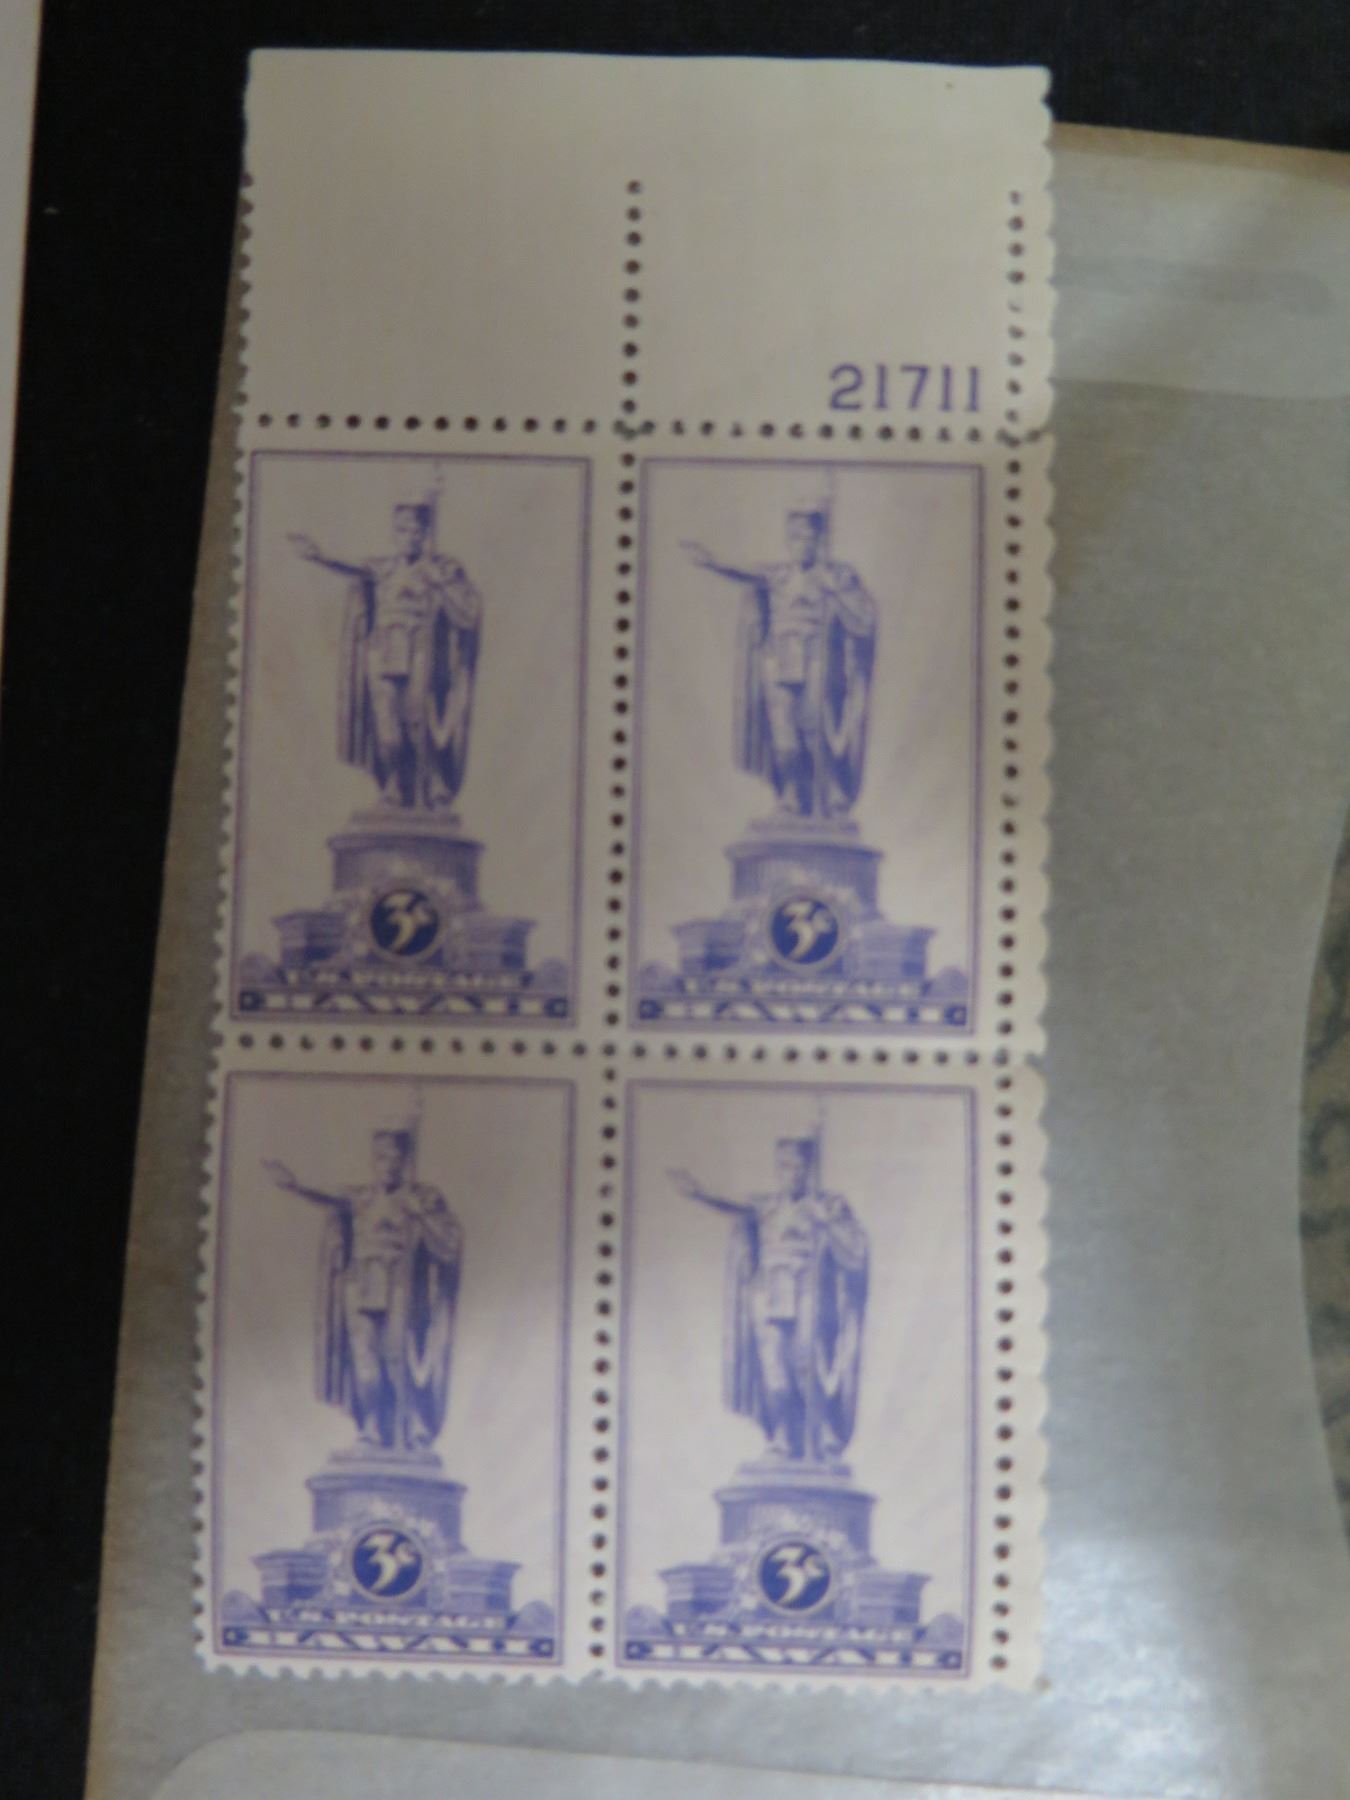 21711
3¢ 3¢
U.S. POSTAGE U.S. POSTAGE
HAWAII HAWAII
3¢ 3¢
U.S. POSTAGE U.S. POSTAGE
HAWAII HAWAII